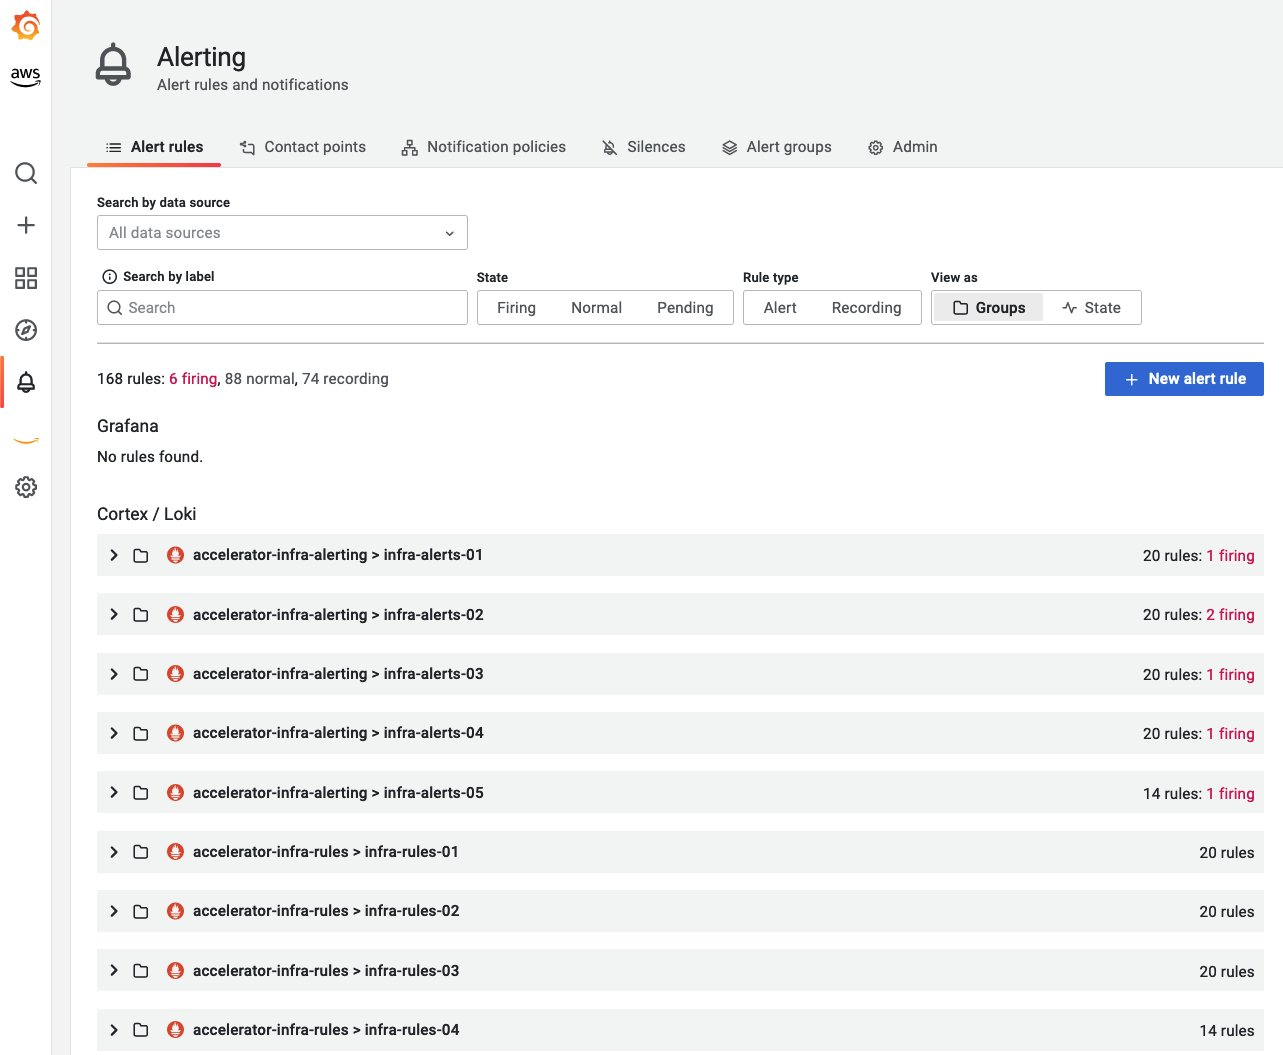 aws
Alerting
Alert rules and notifications
Alert rules Contact points Notification policies Silences Alert groups Admin
Search by data source
All data sources
Search by label State Rule type View as
Search Firing Normal Pending Alert Recording Groups State
168 rules: 6 firing, 88 normal, 74 recording + New alert rule
Grafana
No rules found.
Cortex / Loki
accelerator-infra-alerting > infra-alerts-01 20 rules: 1 firing
accelerator-infra-alerting > infra-alerts-02 20 rules: 2 firing
accelerator-infra-alerting > infra-alerts-03 20 rules: 1 firing
accelerator-infra-alerting > infra-alerts-04 20 rules: 1 firing
accelerator-infra-alerting > infra-alerts-05 14 rules: 1 firing
accelerator-infra-rules > infra-rules-01 20 rules
accelerator-infra-rules > infra-rules-02 20 rules
accelerator-infra-rules > infra-rules-03 20 rules
accelerator-infra-rules > infra-rules-04 14 rules